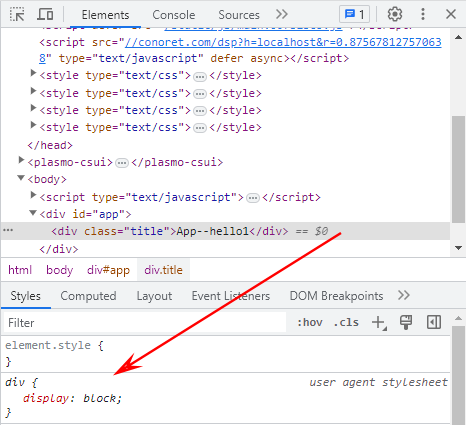 Elements Console Sources 1
<script src="//conoret.com/dsp?h=localhost&r=0.87567812757063
8" type="text/javascript" defer async></script>
<style type="text/css">…</style>
<style type="text/css">…</style>
<style type="text/css">…</style>
<style type="text/css">…</style>
</head>
<plasmo-csui>…</plasmo-csui>
<body>
<script type="text/javascript">…</script>
<div id="app">
… <div class="title">App--hello1</div> == $0
</div>
html body div#app div.title
Styles Computed Layout Event Listeners DOM Breakpoints
Filter :hov .cls
element.style {
}
div { user agent stylesheet
display: block;
}